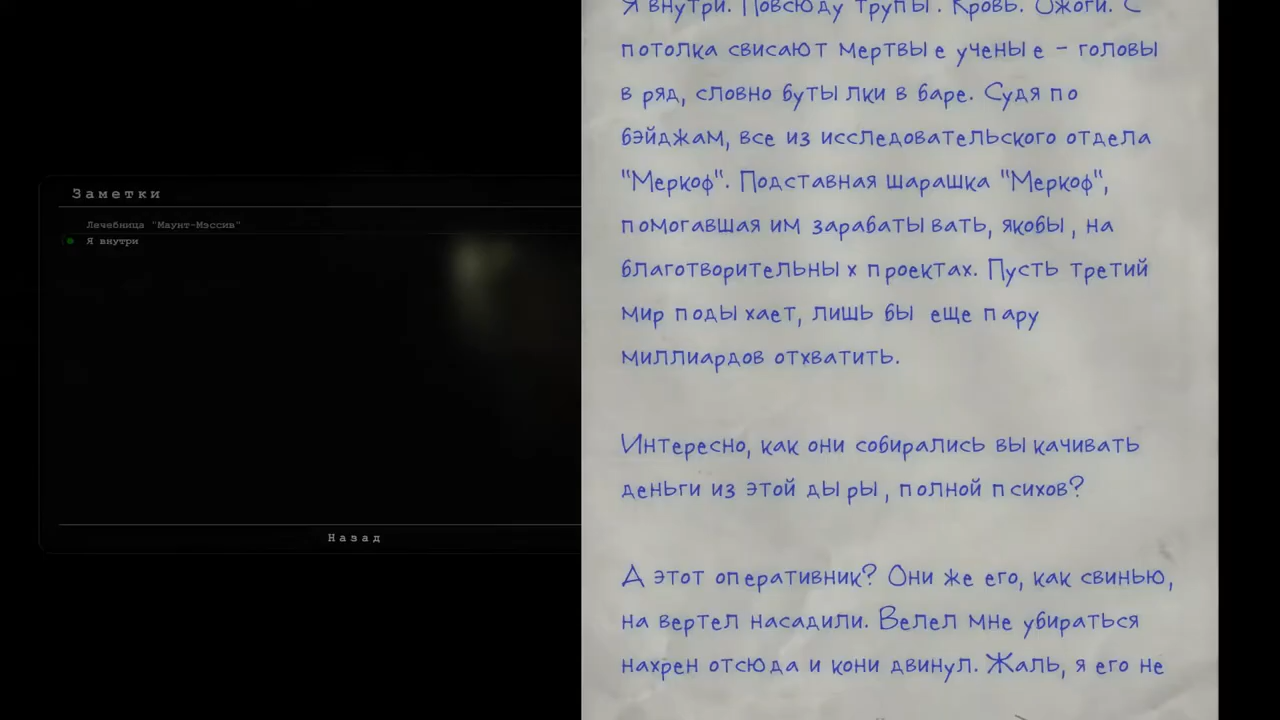 Заметки
Лечебница "Маунт-Мэссив"
Я внутри
Назад
Я внутри. Повсюду трупы. Кровь. Ожоги. С
потолка свисают мертвые ученые - головы
в ряд, словно бутылки в баре. Судя по
бэйджам, все из исследовательского отдела
"Меркоф". Подставная шарашка "Меркоф",
помогавшая им зарабатывать, якобы, на
благотворительных проектах. Пусть третий
мир подыхает, лишь бы еще пару
миллиардов отхватить.
Интересно, как они собирались выкачивать
деньги из этой дыры, полной психов?
А этот оперативник? Они же его, как свинью,
на вертел насадили. Велел мне убираться
нахрен отсюда и кони двинул. Жаль, я его не